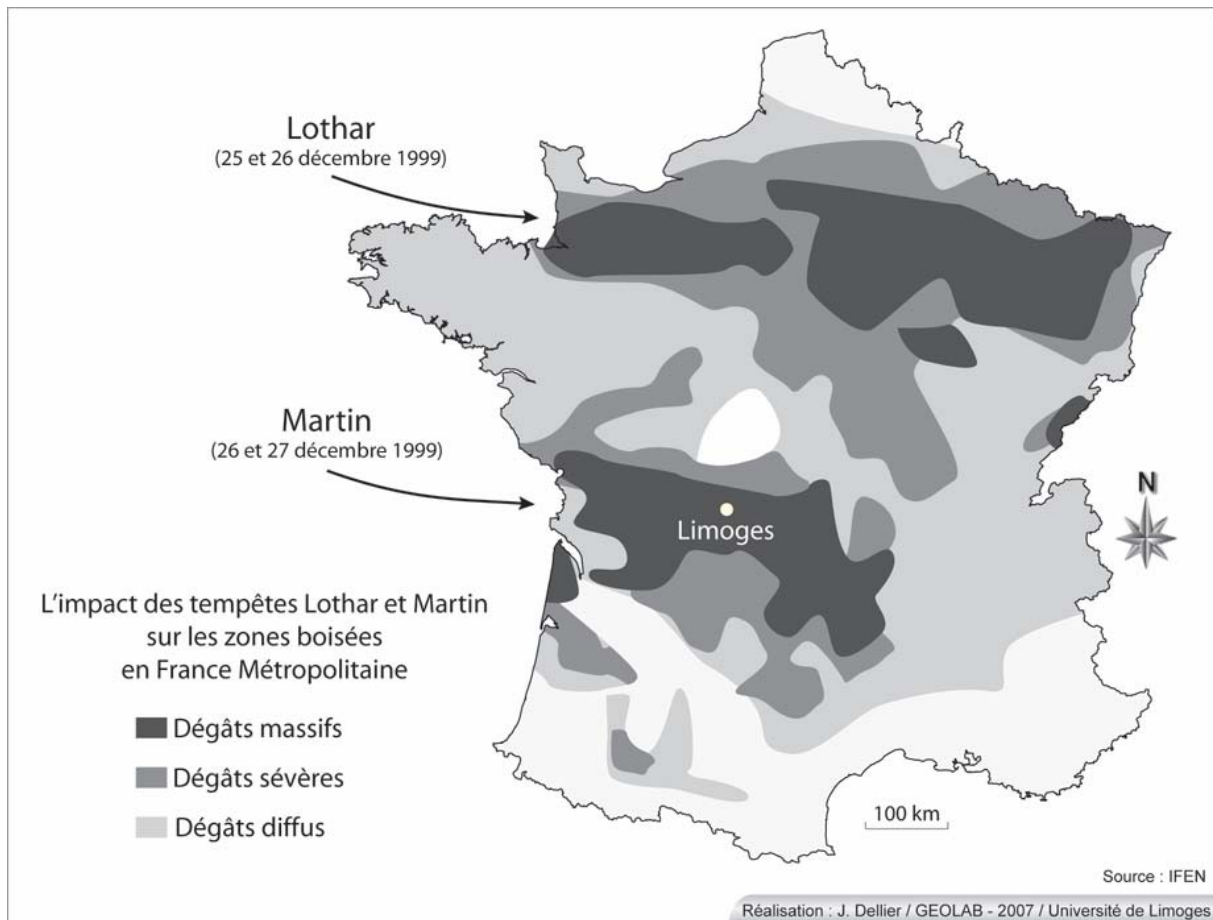 Lothar
(25 et 26 décembre 1999)
Martin
(26 et 27 décembre 1999)
Limoges
N
L'impact des tempêtes Lothar et Martin
sur les zones boisées
en France Métropolitaine
Dégâts massifs
Dégâts sévères
Dégâts diffus
100 km
Source : IFEN
Réalisation : J. Dellier / GEOLAB - 2007 / Université de Limoges